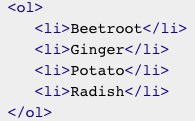 <ol>
<li>Beetroot</li>
<li>Ginger</li>
<li>Potato</li>
<li>Radish</li>
</ol>